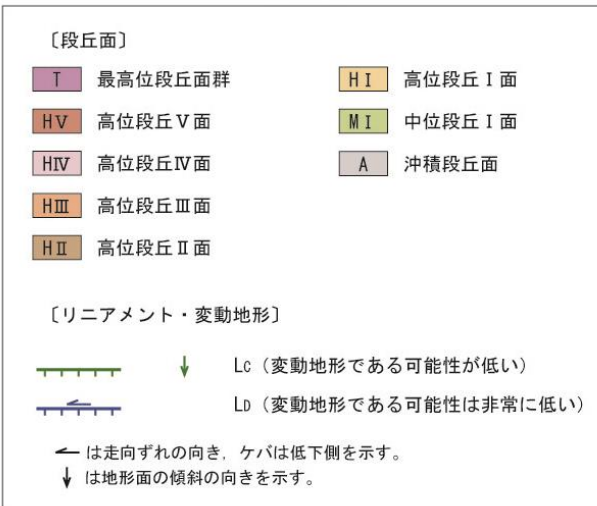 〔段丘面〕
T 最高位段丘面群
HⅤ 高位段丘Ⅴ面
HⅣ 高位段丘Ⅳ面
HⅢ 高位段丘Ⅲ面
HⅡ 高位段丘Ⅱ面
HⅠ 高位段丘Ⅰ面
MⅠ 中位段丘Ⅰ面
A 沖積段丘面
〔リニアメント・変動地形〕
Lc（変動地形である可能性が低い）
LD（変動地形である可能性は非常に低い）
は走向ずれの向き，ケバは低下側を示す。
↓は地形面の傾斜の向きを示す。